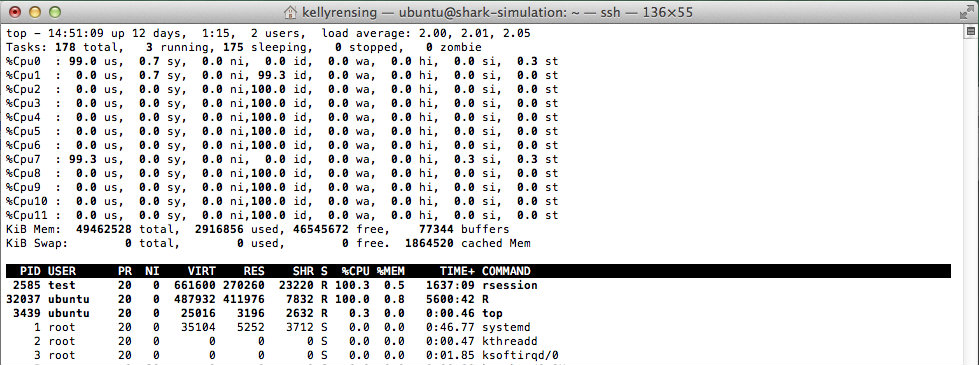 kellyrensing — ubuntu@shark-simulation: ~ — ssh — 136×55
top - 14:51:09 up 12 days,  1:15,  2 users,  load average: 2.00, 2.01, 2.05
Tasks: 178 total,   3 running, 175 sleeping,   0 stopped,   0 zombie
%Cpu0  : 99.0 us,  0.7 sy,  0.0 ni,  0.0 id,  0.0 wa,  0.0 hi,  0.0 si,  0.3 st
%Cpu1  :  0.0 us,  0.7 sy,  0.0 ni, 99.3 id,  0.0 wa,  0.0 hi,  0.0 si,  0.0 st
%Cpu2  :  0.0 us,  0.0 sy,  0.0 ni,100.0 id,  0.0 wa,  0.0 hi,  0.0 si,  0.0 st
%Cpu3  :  0.0 us,  0.0 sy,  0.0 ni,100.0 id,  0.0 wa,  0.0 hi,  0.0 si,  0.0 st
%Cpu4  :  0.0 us,  0.0 sy,  0.0 ni,100.0 id,  0.0 wa,  0.0 hi,  0.0 si,  0.0 st
%Cpu5  :  0.0 us,  0.0 sy,  0.0 ni,100.0 id,  0.0 wa,  0.0 hi,  0.0 si,  0.0 st
%Cpu6  :  0.0 us,  0.0 sy,  0.0 ni,100.0 id,  0.0 wa,  0.0 hi,  0.0 si,  0.0 st
%Cpu7  : 99.3 us,  0.0 sy,  0.0 ni,  0.0 id,  0.0 wa,  0.0 hi,  0.3 si,  0.3 st
%Cpu8  :  0.0 us,  0.0 sy,  0.0 ni,100.0 id,  0.0 wa,  0.0 hi,  0.0 si,  0.0 st
%Cpu9  :  0.0 us,  0.0 sy,  0.0 ni,100.0 id,  0.0 wa,  0.0 hi,  0.0 si,  0.0 st
%Cpu10 :  0.0 us,  0.0 sy,  0.0 ni,100.0 id,  0.0 wa,  0.0 hi,  0.0 si,  0.0 st
%Cpu11 :  0.0 us,  0.0 sy,  0.0 ni,100.0 id,  0.0 wa,  0.0 hi,  0.0 si,  0.0 st
KiB Mem:  49462528 total,  2916856 used, 46545672 free,    77344 buffers
KiB Swap:        0 total,        0 used,        0 free.  1864520 cached Mem
PID USER      PR  NI    VIRT    RES    SHR S  %CPU %MEM     TIME+ COMMAND
2585 test      20   0  661600 270260  23220 R 100.3  0.5   1637:09 rsession
32037 ubuntu    20   0  487932 411976   7832 R 100.0  0.8   5600:42 R
3439 ubuntu    20   0   25016   3196   2632 R   0.3  0.0   0:00.46 top
1 root      20   0   35104   5252   3712 S   0.0  0.0   0:46.77 systemd
2 root      20   0       0      0      0 S   0.0  0.0   0:00.47 kthreadd
3 root      20   0       0      0      0 S   0.0  0.0   0:01.85 ksoftirqd/0